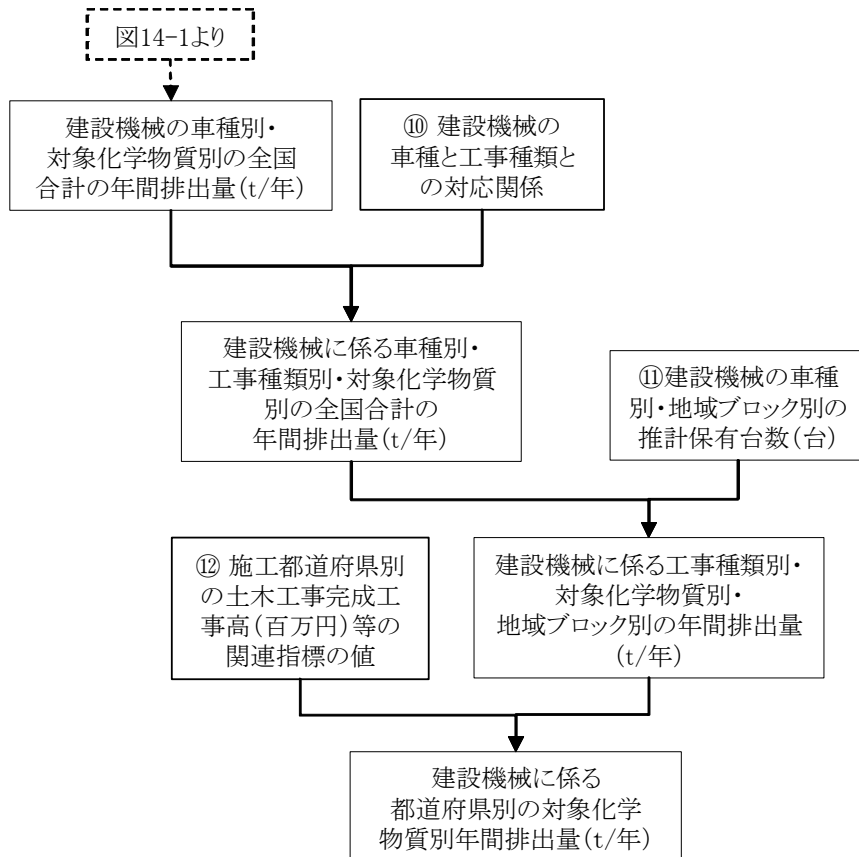 図14-1より
建設機械の車種別・
対象化学物質別の全国
合計の年間排出量(t/年)
⑩ 建設機械の
車種と工事種類と
の対応関係
建設機械に係る車種別・
工事種類別・対象化学物質
別の全国合計の
年間排出量(t/年)
⑪建設機械の車種
別・地域ブロック別の
推計保有台数(台)
⑫ 施工都道府県別
の土木工事完成工
事高(百万円)等の
関連指標の値
建設機械に係る工事種類別・
対象化学物質別・
地域ブロック別の年間排出量
(t/年)
建設機械に係る
都道府県別の対象化学
物質別年間排出量(t/年)